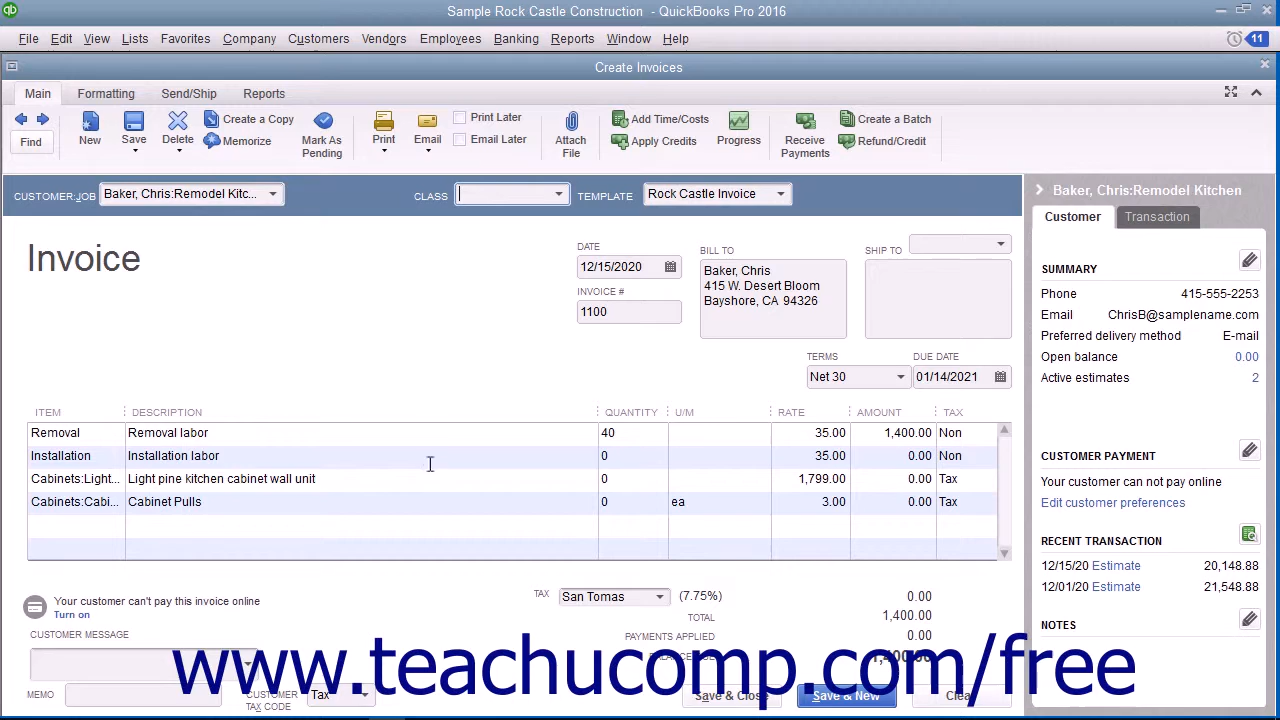 Sample Rock Castle Construction - QuickBooks Pro 2016
File Edit View Lists Favorites Company Customers Vendors Employees Banking Reports Window Help 11
Create Invoices
Main Formatting Send/Ship Reports
Find New Save Delete Create a Copy Memorize Mark As Pending Print Email Print Later Email Later Attach File Add Time/Costs Apply Credits Progress Receive Payments Create a Batch Refund/Credit
CUSTOMER:JOB Baker, Chris:Remodel Kitc... CLASS TEMPLATE Rock Castle Invoice
Invoice
DATE
12/15/2020
INVOICE #
1100
BILL TO
Baker, Chris
415 W. Desert Bloom
Bayshore, CA 94326
SHIP TO
TERMS DUE DATE
Net 30 01/14/2021
ITEM DESCRIPTION QUANTITY U/M RATE AMOUNT TAX
Removal Removal labor 40 35.00 1,400.00 Non
Installation Installation labor 0 35.00 0.00 Non
Cabinets:Light... Light pine kitchen cabinet wall unit 0 1,799.00 0.00 Tax
Cabinets:Cabi... Cabinet Pulls 0 ea 3.00 0.00 Tax
Your customer can't pay this invoice online
Turn on
TAX San Tomas (7.75%) 0.00
TOTAL 1,400.00
PAYMENTS APPLIED 0.00
1,400.00
CUSTOMER MESSAGE
MEMO
CUSTOMER TAX CODE Tax
Save & Close Save & New Clear
Baker, Chris:Remodel Kitchen
Customer Transaction
SUMMARY
Phone 415-555-2253
Email ChrisB@samplename.com
Preferred delivery method E-mail
Open balance 0.00
Active estimates 2
CUSTOMER PAYMENT
Your customer can not pay online
Edit customer preferences
RECENT TRANSACTION
12/15/20 Estimate 20,148.88
12/01/20 Estimate 21,548.88
NOTES
www.teachucomp.com/free